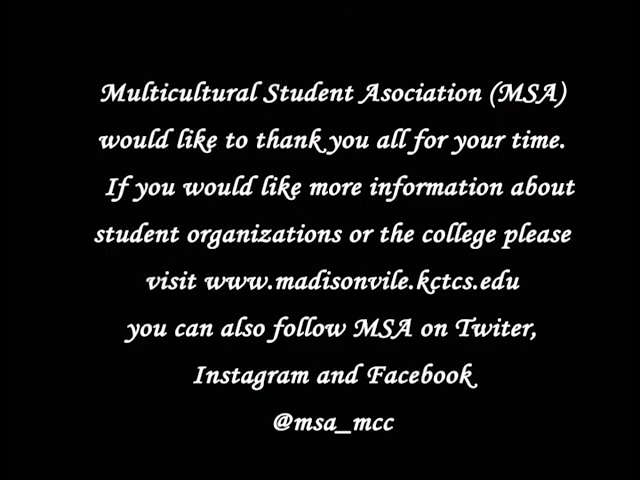 Multicultural Student Asociation (MSA)
would like to thank you all for your time.
If you would like more information about
student organizations or the college please
visit www.madisonvile.kctcs.edu
you can also follow MSA on Twiter,
Instagram and Facebook
@msa_mcc